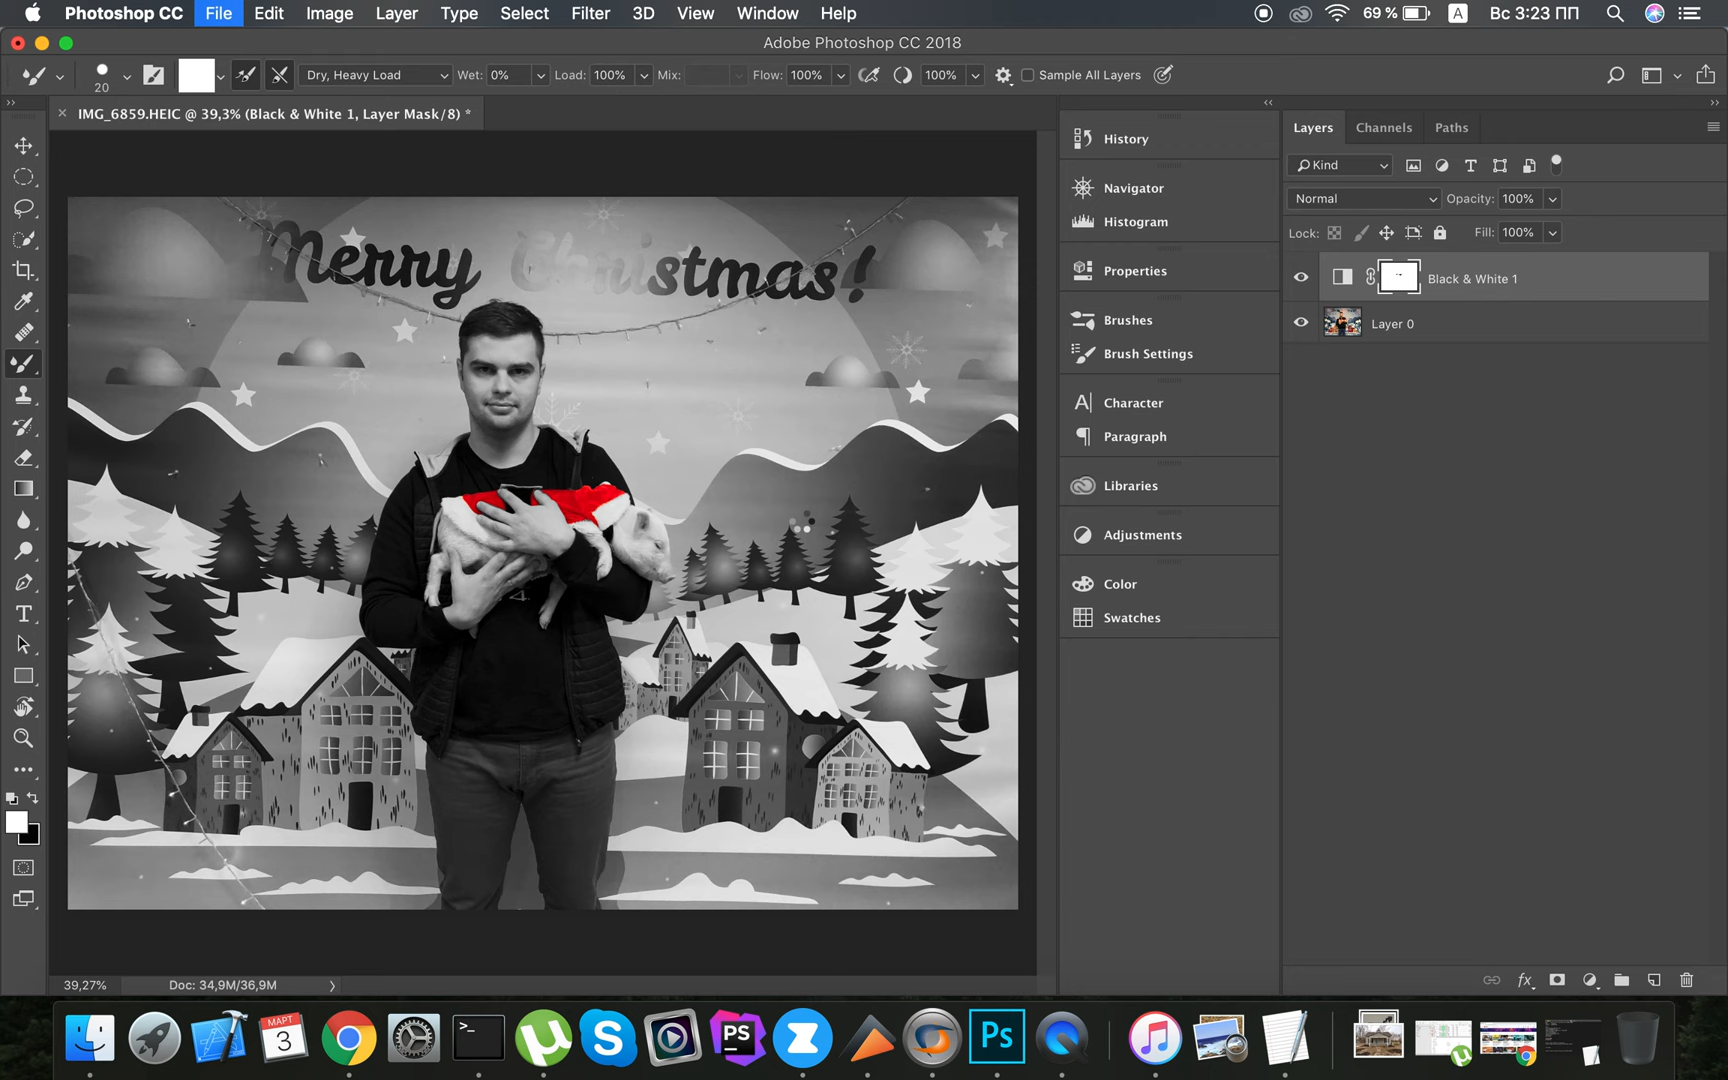 Photoshop CC File Edit Image Layer Type Select Filter 3D View Window Help 69 % A Вс 3:23 ПП
Adobe Photoshop CC 2018
20 Dry, Heavy Load Wet: 0% Load: 100% Mix: Flow: 100% 100% Sample All Layers
IMG_6859.HEIC @ 39,3% (Black & White 1, Layer Mask/8) *
Merry Christmas!
History
Navigator
Histogram
Properties
Brushes
Brush Settings
Character
Paragraph
Libraries
Adjustments
Color
Swatches
Layers Channels Paths
Kind
Normal Opacity: 100%
Lock: Fill: 100%
Black & White 1
Layer 0
39,27% Doc: 34,9M/36,9M
МАРТ
3
PS
Ps